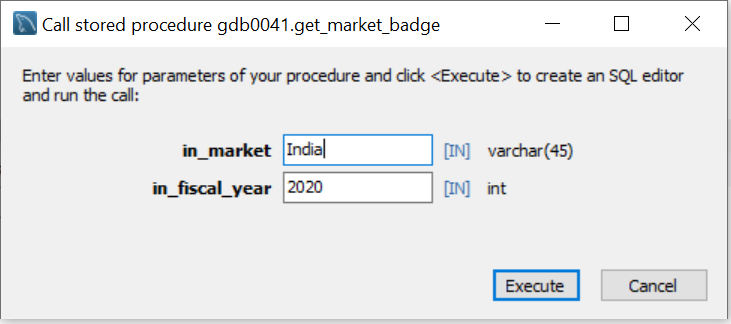 Call stored procedure gdb0041.get_market_badge
Enter values for parameters of your procedure and click <Execute> to create an SQL editor
and run the call:
in_market India [IN] varchar(45)
in_fiscal_year 2020 [IN] int
Execute Cancel